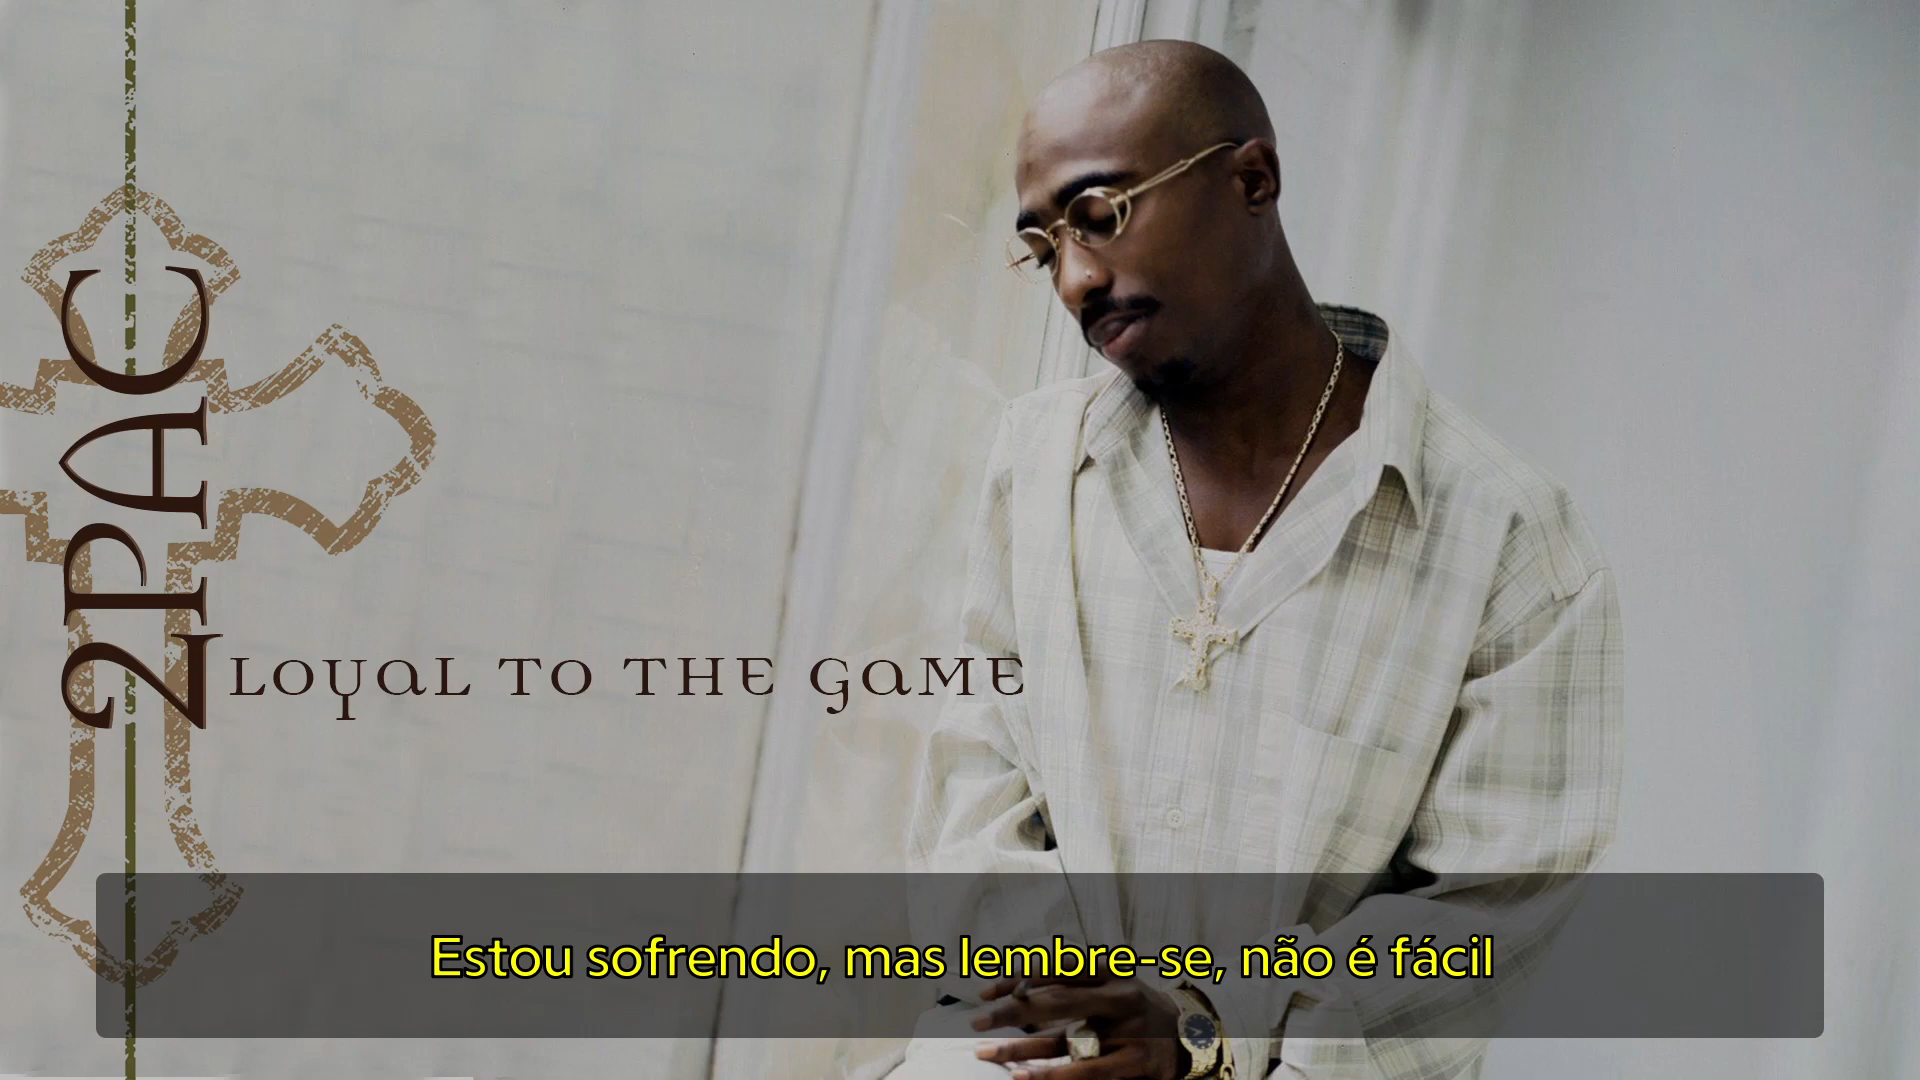 2PAC
LOYAL TO THE GAME
Estou sofrendo, mas lembre-se, não é fácil